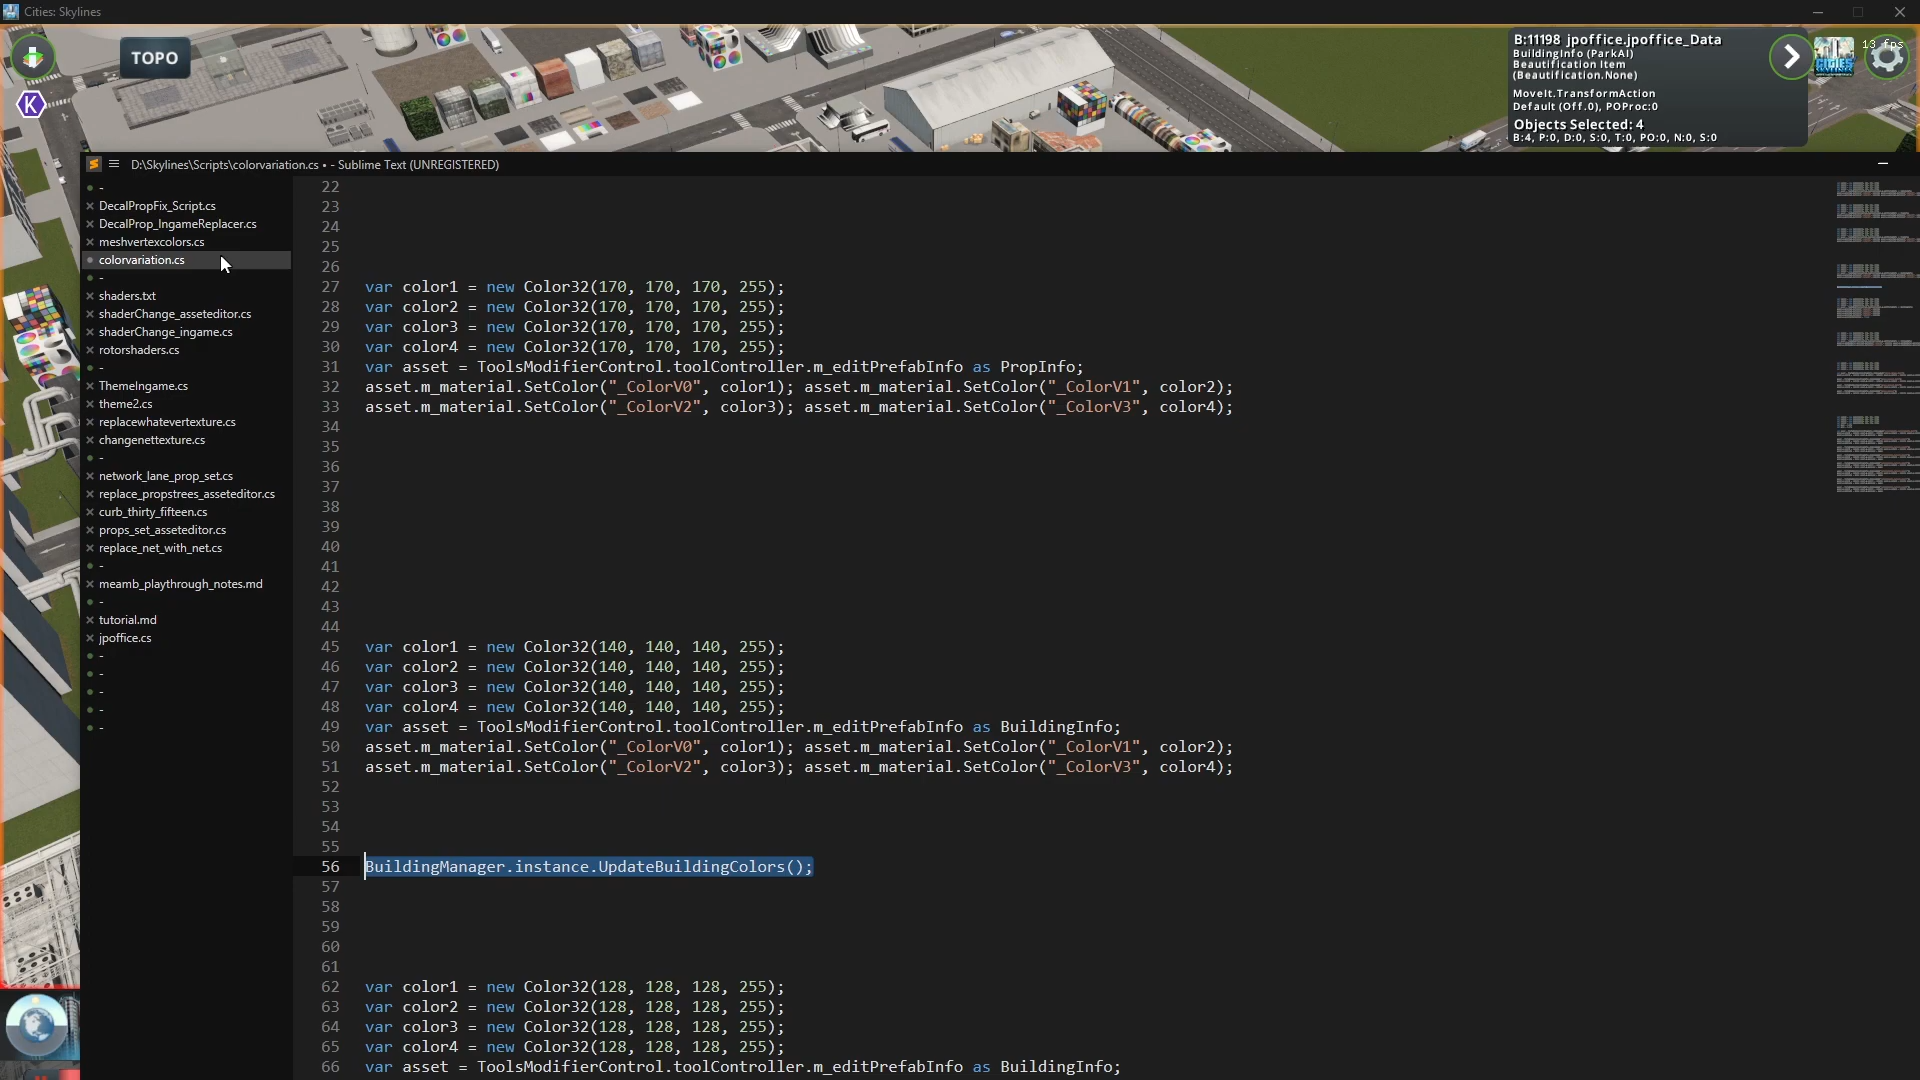 Cities: Skylines
TOPO
K
B:11198 jpoffice.jpoffice_Data
BuildingInfo (ParkAI)
Beautification Item
(Beautification.None)
MoveIt.TransformAction
Default (Off.0), POProc:0
Objects Selected: 4
B:4, P:0, D:0, S:0, T:0, PO:0, N:0, S:0
13 fps
CITIES
D:\Skylines\Scripts\colorvariation.cs • - Sublime Text (UNREGISTERED)
-
DecalPropFix_Script.cs
DecalProp_IngameReplacer.cs
meshvertexcolors.cs
colorvariation.cs
-
shaders.txt
shaderChange_asseteditor.cs
shaderChange_ingame.cs
rotorshaders.cs
-
ThemeIngame.cs
theme2.cs
replacewhatevertexture.cs
changenettexture.cs
-
network_lane_prop_set.cs
replace_propstrees_asseteditor.cs
curb_thirty_fifteen.cs
props_set_asseteditor.cs
replace_net_with_net.cs
-
meamb_playthrough_notes.md
-
tutorial.md
jpoffice.cs
-
-
-
-
-
22
23
24
25
26
27 var color1 = new Color32(170, 170, 170, 255);
28 var color2 = new Color32(170, 170, 170, 255);
29 var color3 = new Color32(170, 170, 170, 255);
30 var color4 = new Color32(170, 170, 170, 255);
31 var asset = ToolsModifierControl.toolController.m_editPrefabInfo as PropInfo;
32 asset.m_material.SetColor("_ColorV0", color1); asset.m_material.SetColor("_ColorV1", color2);
33 asset.m_material.SetColor("_ColorV2", color3); asset.m_material.SetColor("_ColorV3", color4);
34
35
36
37
38
39
40
41
42
43
44
45 var color1 = new Color32(140, 140, 140, 255);
46 var color2 = new Color32(140, 140, 140, 255);
47 var color3 = new Color32(140, 140, 140, 255);
48 var color4 = new Color32(140, 140, 140, 255);
49 var asset = ToolsModifierControl.toolController.m_editPrefabInfo as BuildingInfo;
50 asset.m_material.SetColor("_ColorV0", color1); asset.m_material.SetColor("_ColorV1", color2);
51 asset.m_material.SetColor("_ColorV2", color3); asset.m_material.SetColor("_ColorV3", color4);
52
53
54
55
56 BuildingManager.instance.UpdateBuildingColors();
57
58
59
60
61
62 var color1 = new Color32(128, 128, 128, 255);
63 var color2 = new Color32(128, 128, 128, 255);
64 var color3 = new Color32(128, 128, 128, 255);
65 var color4 = new Color32(128, 128, 128, 255);
66 var asset = ToolsModifierControl.toolController.m_editPrefabInfo as BuildingInfo;